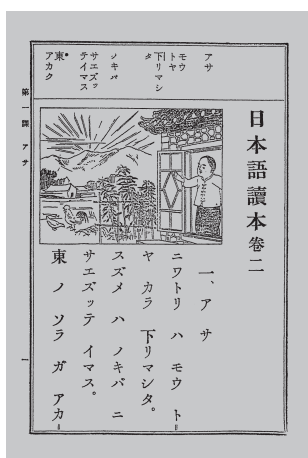 日本語讀本 卷二
一、アサ
ニワトリ ハ モウ ト=
ヤ カラ 下リマシタ。
スズメ ハ ノキバ ニ
サエズッテ イマス。
東 ノ ソラ ガ アカ=
アサ
モウ
トヤ
下リマシ
タ
ノキバ
サエズッ
テイマス
東
アカク
第一課 アサ
一